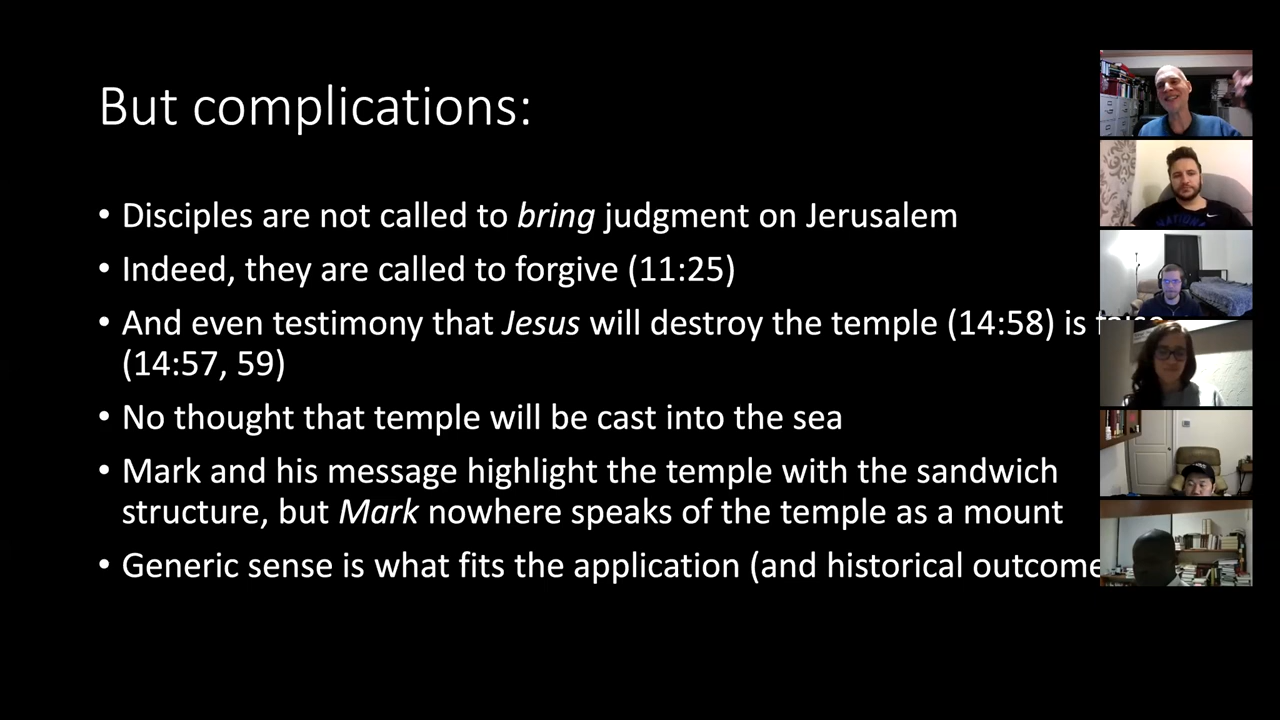 But complications:
• Disciples are not called to bring judgment on Jerusalem
• Indeed, they are called to forgive (11:25)
• And even testimony that Jesus will destroy the temple (14:58) is
(14:57, 59)
• No thought that temple will be cast into the sea
• Mark and his message highlight the temple with the sandwich
structure, but Mark nowhere speaks of the temple as a mount
• Generic sense is what fits the application (and historical outcome